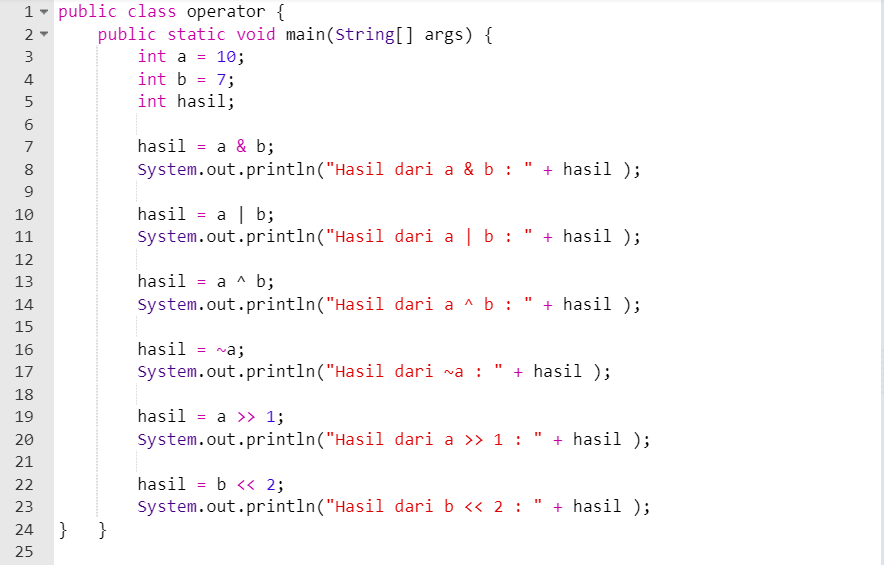 1 public class operator {
2     public static void main(String[] args) {
3         int a = 10;
4         int b = 7;
5         int hasil;
6
7         hasil = a & b;
8         System.out.println("Hasil dari a & b : " + hasil );
9
10         hasil = a | b;
11         System.out.println("Hasil dari a | b : " + hasil );
12
13         hasil = a ^ b;
14         System.out.println("Hasil dari a ^ b : " + hasil );
15
16         hasil = ~a;
17         System.out.println("Hasil dari ~a : " + hasil );
18
19         hasil = a >> 1;
20         System.out.println("Hasil dari a >> 1 : " + hasil );
21
22         hasil = b << 2;
23         System.out.println("Hasil dari b << 2 : " + hasil );
24 }   }
25